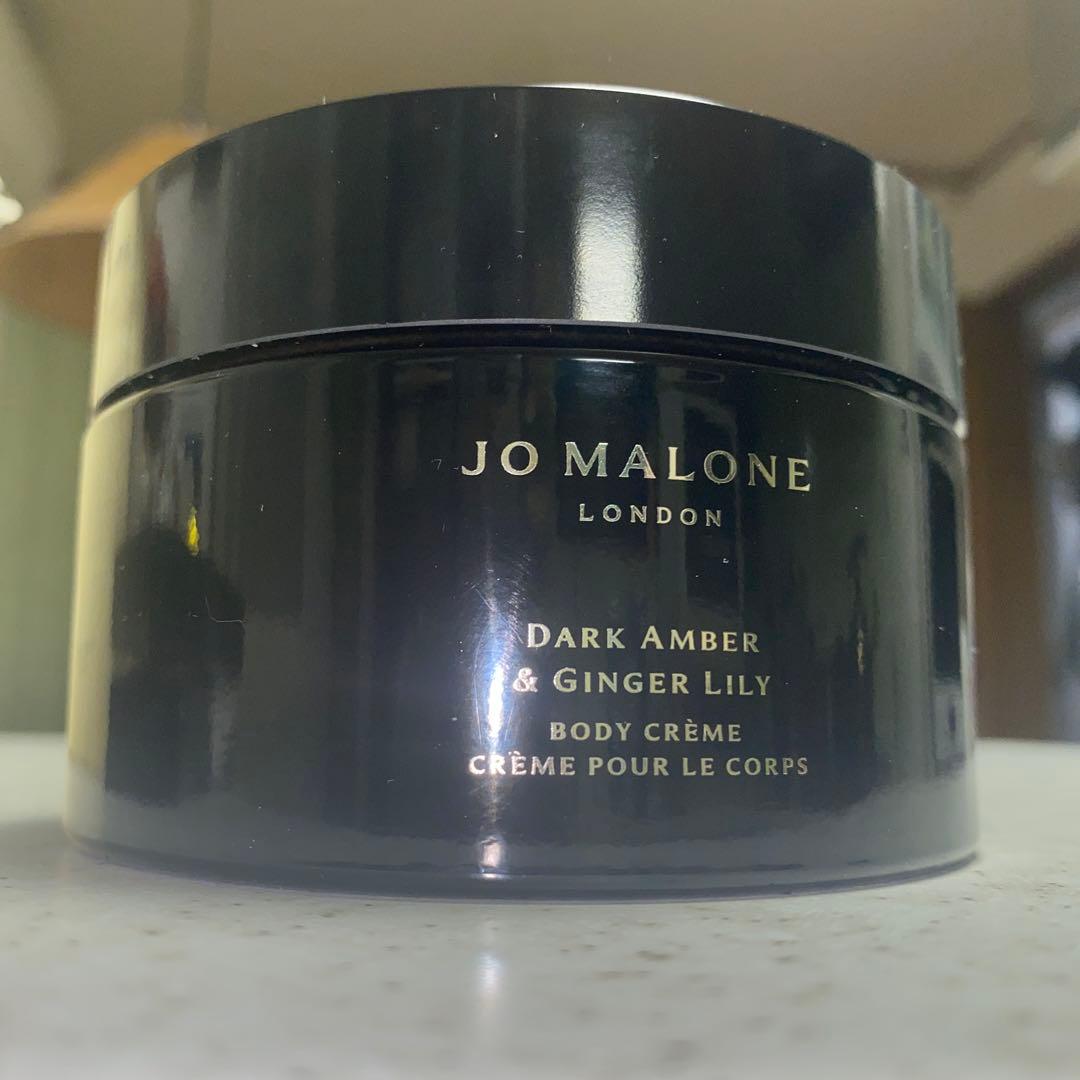 JO MALONE
LONDON
DARK AMBER
& GINGER LILY
BODY CRÈME
CRÈME POUR LE CORPS